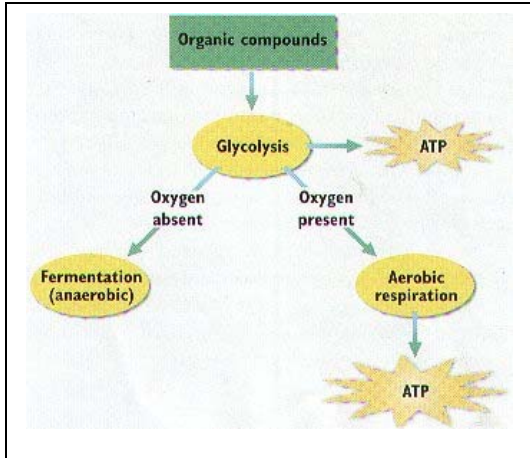 Organic compounds
Glycolysis
ATP
Oxygen
absent
Oxygen
present
Fermentation
(anaerobic)
Aerobic
respiration
ATP